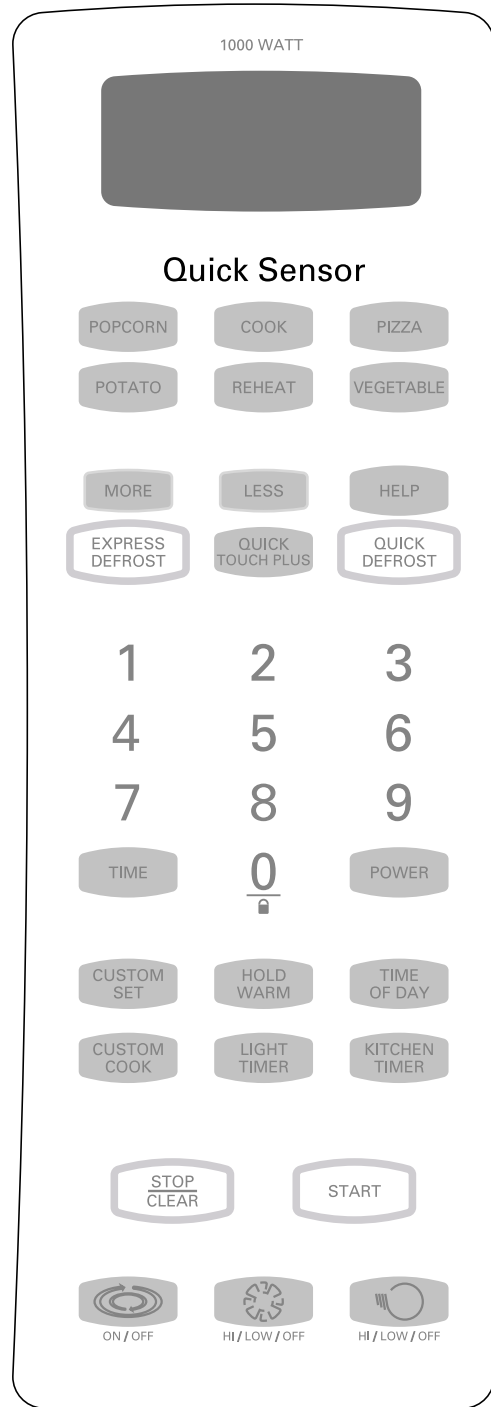 1000 WATT
Quick Sensor
POPCORN
COOK
PIZZA
POTATO
REHEAT
VEGETABLE
MORE
LESS
HELP
EXPRESS
DEFROST
QUICK
TOUCH PLUS
QUICK
DEFROST
1 2 3
4 5 6
7 8 9
TIME
0
POWER
CUSTOM
SET
HOLD
WARM
TIME
OF DAY
CUSTOM
COOK
LIGHT
TIMER
KITCHEN
TIMER
STOP
CLEAR
START
ON / OFF
HI / LOW / OFF
HI / LOW / OFF